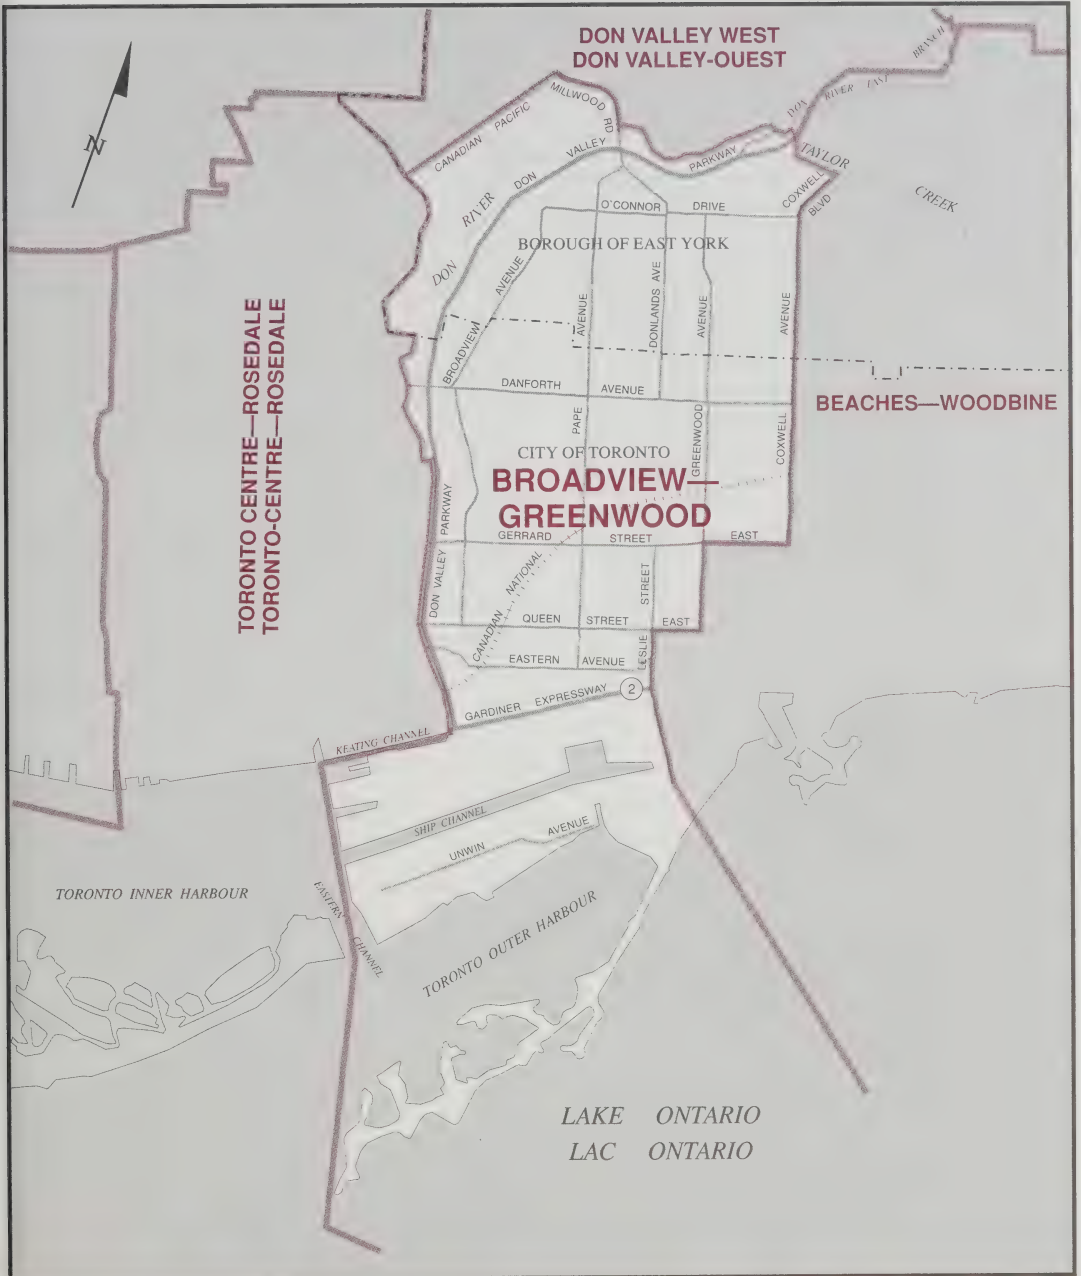 DON VALLEY WEST
DON VALLEY-OUEST
BRANCH
DON RIVER EAST
MILLWOOD RD
CANADIAN PACIFIC
N
DON VALLEY PARKWAY
TAYLOR
CREEK
COXWELL
BLVD
RIVER
DON
O'CONNOR DRIVE
BOROUGH OF EAST YORK
BROADVIEW AVENUE
AVENUE
DONLANDS AVE
AVENUE
AVENUE
TORONTO CENTRE—ROSEDALE
TORONTO-CENTRE—ROSEDALE
DANFORTH AVENUE
BEACHES—WOODBINE
PAPE
GREENWOOD
COXWELL
CITY OF TORONTO
BROADVIEW—
GREENWOOD
DON VALLEY PARKWAY
GERRARD STREET EAST
CANADIAN NATIONAL
STREET
LESLIE
QUEEN STREET EAST
EASTERN AVENUE
GARDINER EXPRESSWAY
2
KEATING CHANNEL
SHIP CHANNEL
UNWIN AVENUE
TORONTO INNER HARBOUR
EASTERN CHANNEL
TORONTO OUTER HARBOUR
LAKE ONTARIO
LAC ONTARIO